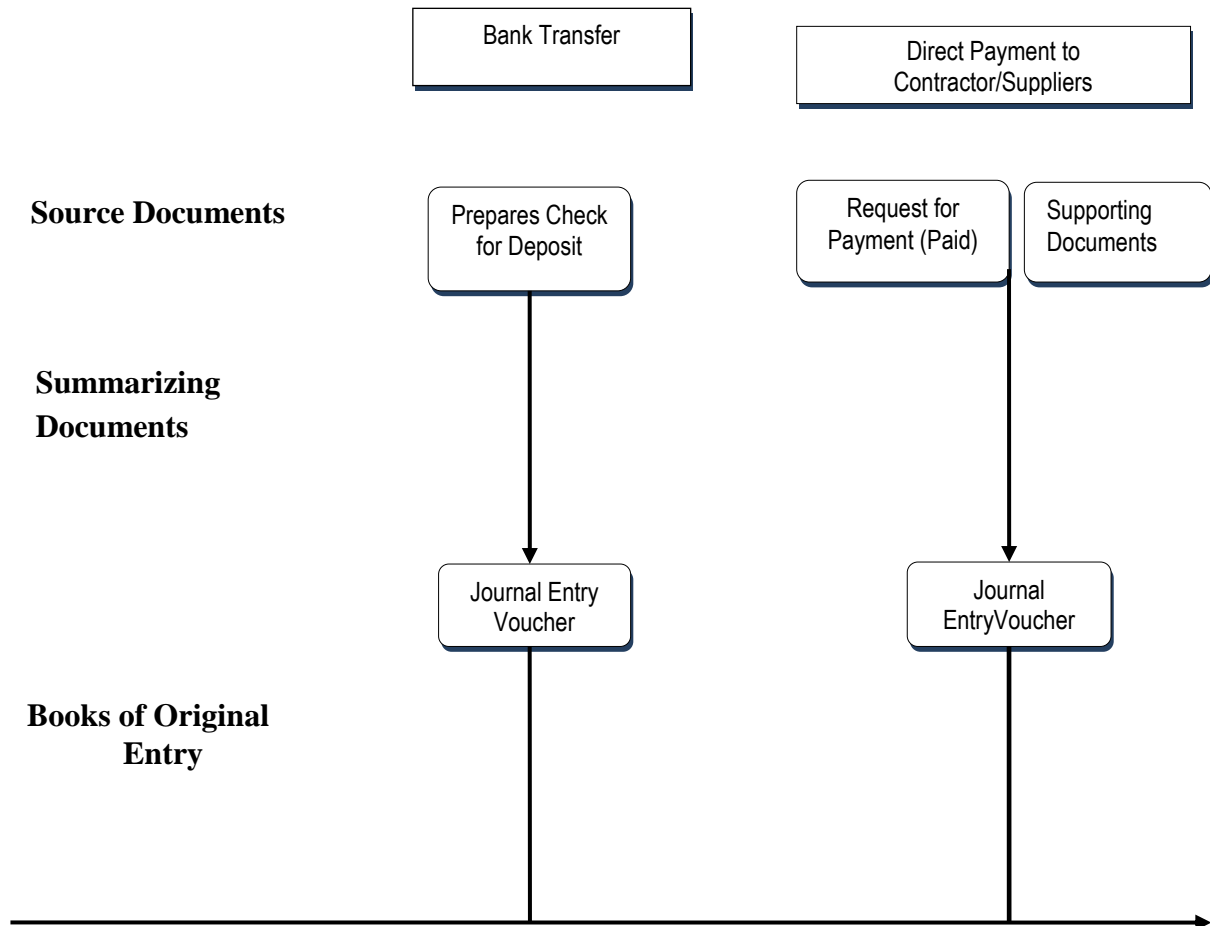 Bank Transfer
Direct Payment to
Contractor/Suppliers
Source Documents
Prepares Check
for Deposit
Request for
Payment (Paid)
Supporting
Documents
Summarizing
Documents
Journal Entry
Voucher
Journal
EntryVoucher
Books of Original
Entry